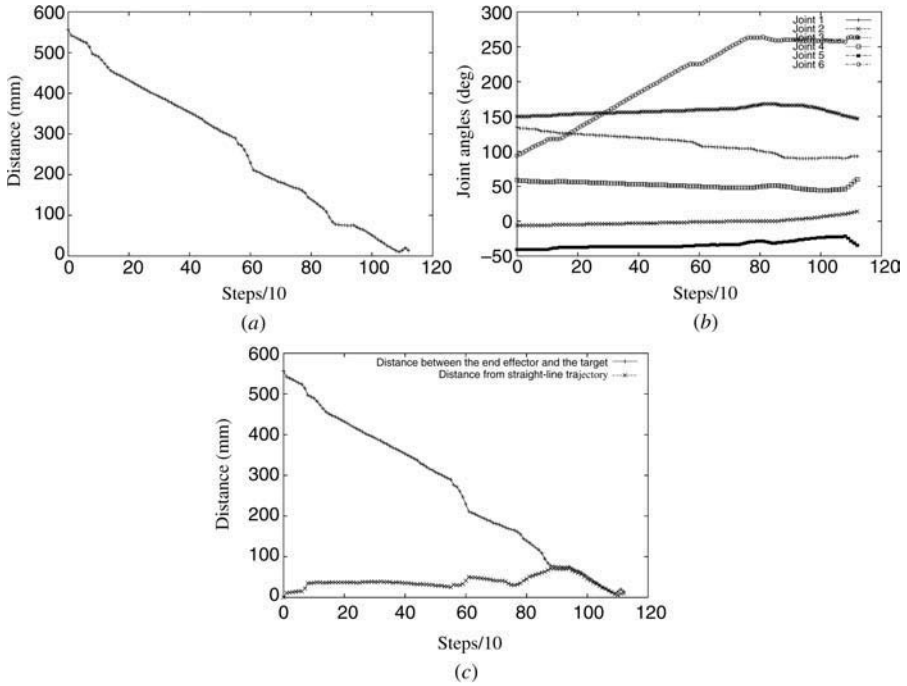 600
500
400
300
200
100
0
Distance (mm)
0 20 40 60 80 100 120
Steps/10
(a)
300
250
200
150
100
50
0
−50
Joint angles (deg)
Joint 1
Joint 2
Joint 3
Joint 4
Joint 5
Joint 6
0 20 40 60 80 100 120
Steps/10
(b)
600
500
400
300
200
100
0
Distance (mm)
Distance between the end effector and the target
Distance from straight-line trajectory
0 20 40 60 80 100 120
Steps/10
(c)